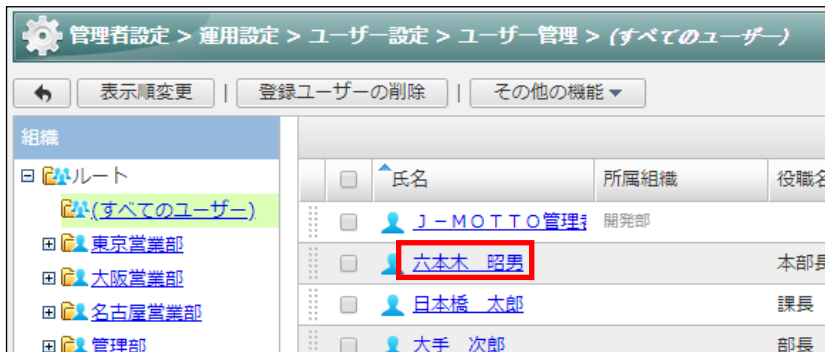 管理者設定 > 運用設定 > ユーザー設定 > ユーザー管理 > (すべてのユーザー)
表示順変更 | 登録ユーザーの削除 | その他の機能▼
組織
ルート
(すべてのユーザー)
東京営業部
大阪営業部
名古屋営業部
管理部
氏名 所属組織 役職名
J-MOTTO管理者 開発部
六本木 昭男 本部長
日本橋 太郎 課長
大手 次郎 部長